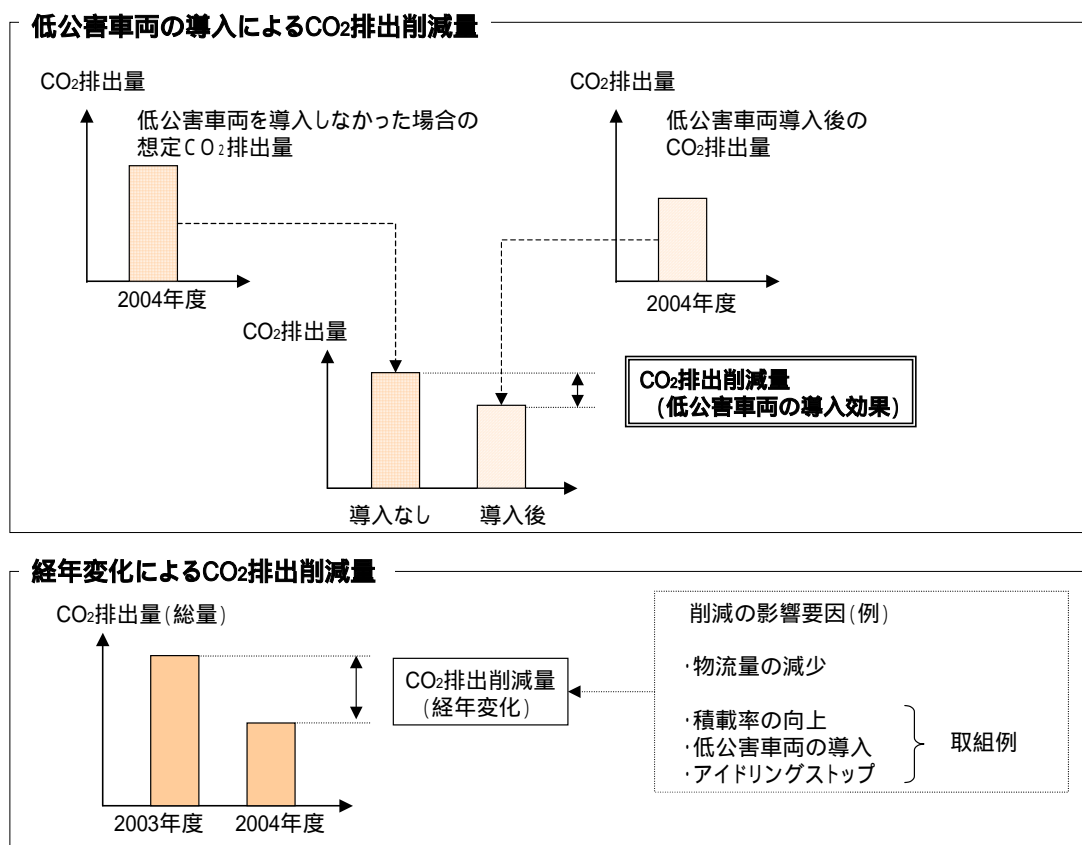 低公害車両の導入によるCO2排出削減量
CO2排出量
低公害車両を導入しなかった場合の
想定CO2排出量
2004年度
CO2排出量
低公害車両導入後の
CO2排出量
2004年度
CO2排出量
導入なし 導入後
CO2排出削減量
(低公害車両の導入効果)
経年変化によるCO2排出削減量
CO2排出量(総量)
2003年度 2004年度
CO2排出削減量
(経年変化)
削減の影響要因(例)
・物流量の減少
・積載率の向上
・低公害車両の導入
・アイドリングストップ
取組例